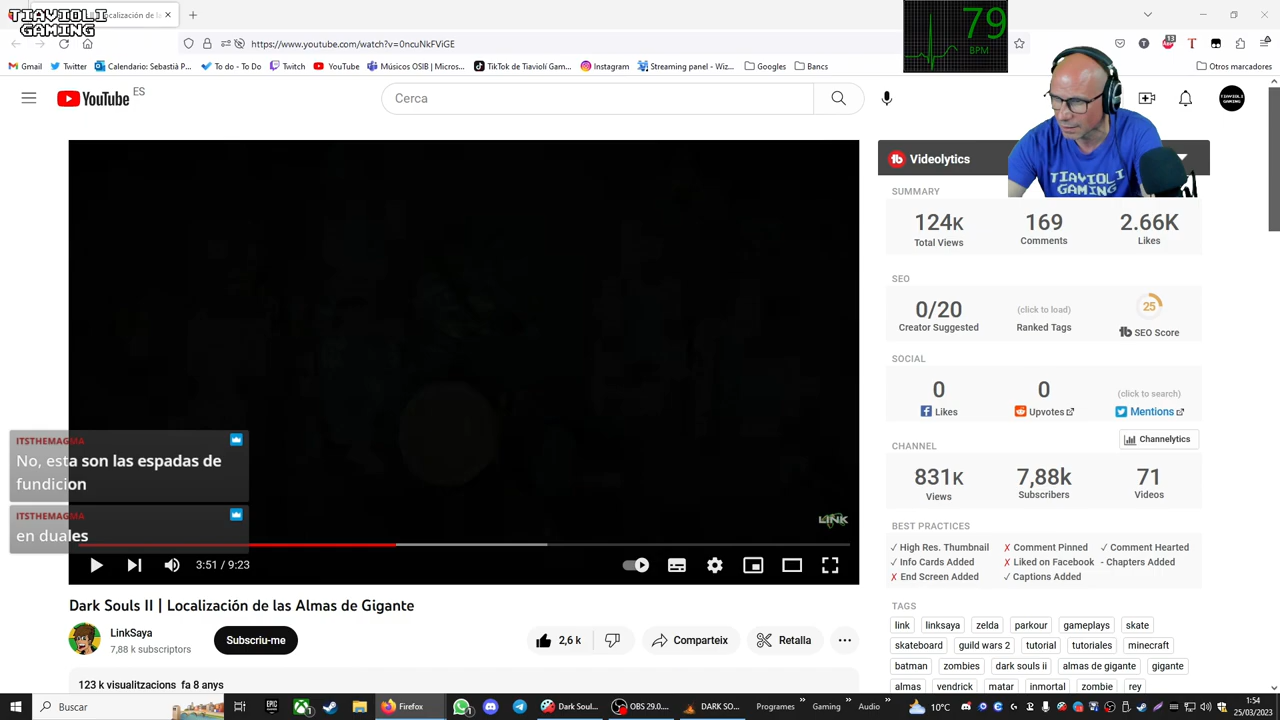 TIAVIOLI
GAMING
ocalización de la
https://www.youtube.com/watch?v=0ncuNkFViGE
79
BPM
13
Gmail
Twitter
Calendario: Sebastià P...
To Do
Twitch
YouTube
Músicos OSIB | Micros...
TikTok de Tiavioli Gam...
Instagram
Streaming panel - Wiz...
Googles
Bancs
Otros marcadores
YouTube ES
Cerca
Videolytics
TIAVIOLI
GAMING
SUMMARY
124K 169 2.66K
Total Views Comments Likes
SEO
0/20 (click to load) 25
Creator Suggested Ranked Tags SEO Score
SOCIAL
0 0 (click to search)
Likes Upvotes Mentions
CHANNEL
Channelytics
831K 7,88k 71
Views Subscribers Videos
BEST PRACTICES
✓ High Res. Thumbnail ✗ Comment Pinned ✓ Comment Hearted
✓ Info Cards Added ✗ Liked on Facebook - Chapters Added
✗ End Screen Added ✓ Captions Added
TAGS
link linksaya zelda parkour gameplays skate
skateboard guild wars 2 tutorial tutoriales minecraft
batman zombies dark souls ii almas de gigante gigante
almas vendrick matar inmortal zombie rey
ITSTHEMAGMA
No, esta son las espadas de
fundicion
ITSTHEMAGMA
en duales
LINK
3:51 / 9:23
Dark Souls II | Localización de las Almas de Gigante
LinkSaya
7,88 k subscriptors
Subscriu-me
2,6 k
Comparteix
Retalla
123 k visualitzacions fa 8 anys
Buscar
Firefox
Dark Soul...
OBS 29.0....
DARK SO...
Programes
Gaming
Audio
10°C
1:54
25/03/2023